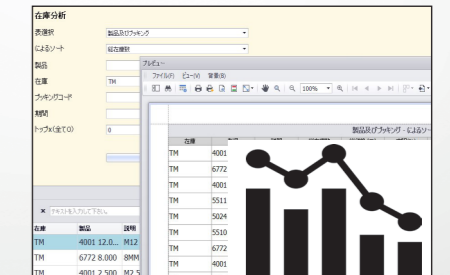 在庫分析
表選択
製品及びブッキング
によるソート
総在庫数
製品
在庫
TM
ブッキングコード
期間
トップx(全て0)
0
テキストを入力して下さい。
在庫 製品 説明
TM 4001 12.0... M12
TM 6772 8.000 8MM
TM 4001 2.500 M2.5
プレビュー
ファイル(F) ビュー(V) 背景(B)
100%
製品及びブッキング - によるソー
在庫
TM 4001
TM 6772
TM 4001
TM 5511
TM 5024
TM 5510
TM 6772
TM 4001